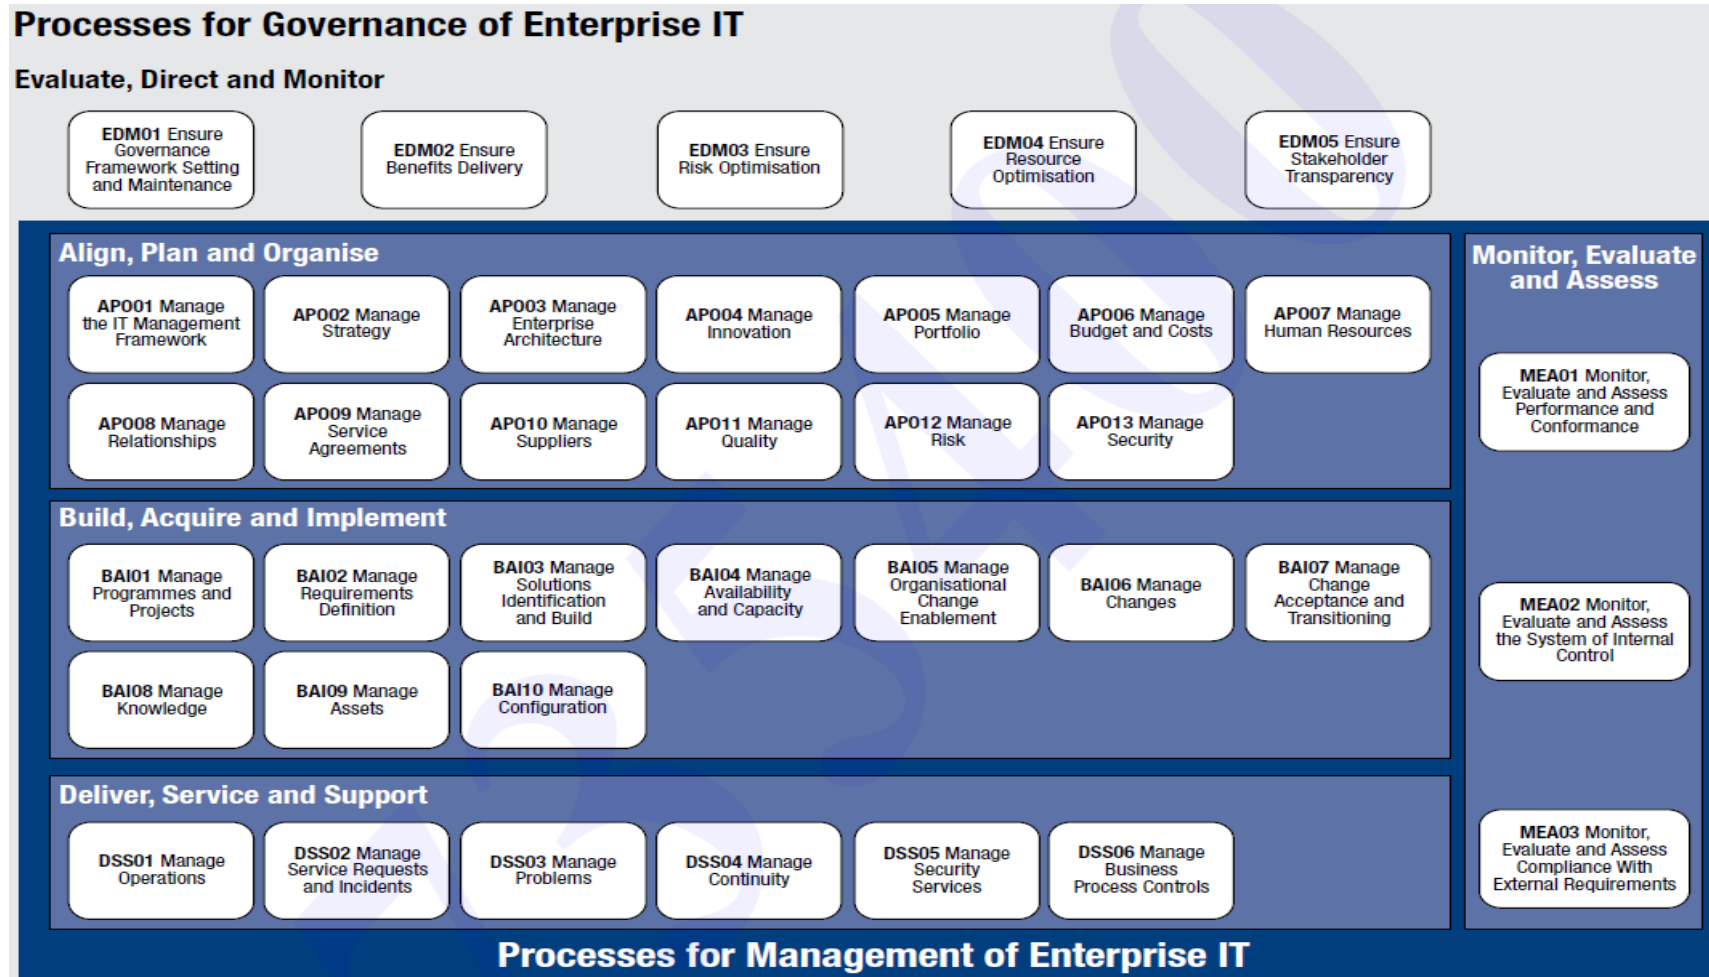 Processes for Governance of Enterprise IT
Evaluate, Direct and Monitor
EDM01 Ensure
Governance
Framework Setting
and Maintenance
EDM02 Ensure
Benefits Delivery
EDM03 Ensure
Risk Optimisation
EDM04 Ensure
Resource
Optimisation
EDM05 Ensure
Stakeholder
Transparency
Align, Plan and Organise
APO01 Manage
the IT Management
Framework
APO02 Manage
Strategy
APO03 Manage
Enterprise
Architecture
APO04 Manage
Innovation
APO05 Manage
Portfolio
APO06 Manage
Budget and Costs
APO07 Manage
Human Resources
APO08 Manage
Relationships
APO09 Manage
Service
Agreements
APO10 Manage
Suppliers
APO11 Manage
Quality
APO12 Manage
Risk
APO13 Manage
Security
Build, Acquire and Implement
BAI01 Manage
Programmes and
Projects
BAI02 Manage
Requirements
Definition
BAI03 Manage
Solutions
Identification
and Build
BAI04 Manage
Availability
and Capacity
BAI05 Manage
Organisational
Change
Enablement
BAI06 Manage
Changes
BAI07 Manage
Change
Acceptance and
Transitioning
BAI08 Manage
Knowledge
BAI09 Manage
Assets
BAI10 Manage
Configuration
Deliver, Service and Support
DSS01 Manage
Operations
DSS02 Manage
Service Requests
and Incidents
DSS03 Manage
Problems
DSS04 Manage
Continuity
DSS05 Manage
Security
Services
DSS06 Manage
Business
Process Controls
Monitor, Evaluate
and Assess
MEA01 Monitor,
Evaluate and Assess
Performance and
Conformance
MEA02 Monitor,
Evaluate and Assess
the System of Internal
Control
MEA03 Monitor,
Evaluate and Assess
Compliance With
External Requirements
Processes for Management of Enterprise IT